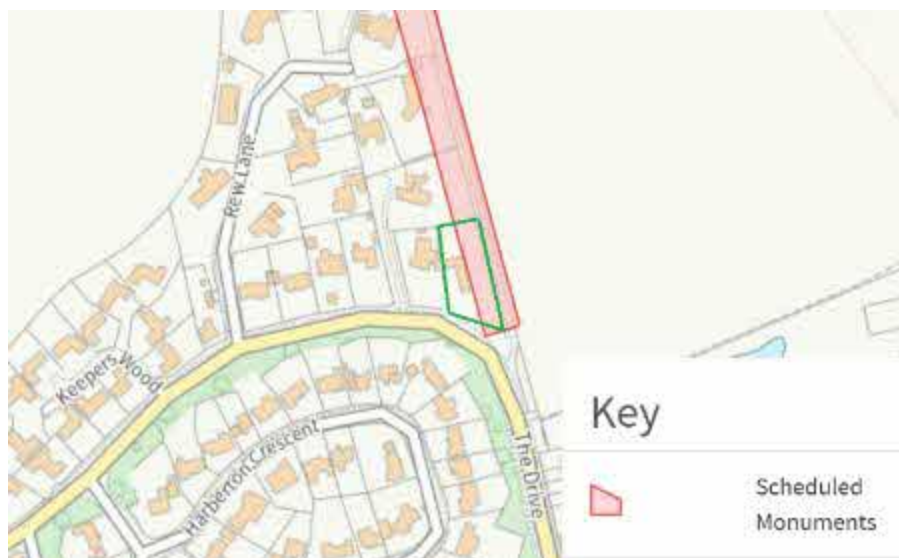 Rew Lane
Keepers Wood
Harberton Crescent
The Drive
Key
Scheduled
Monuments